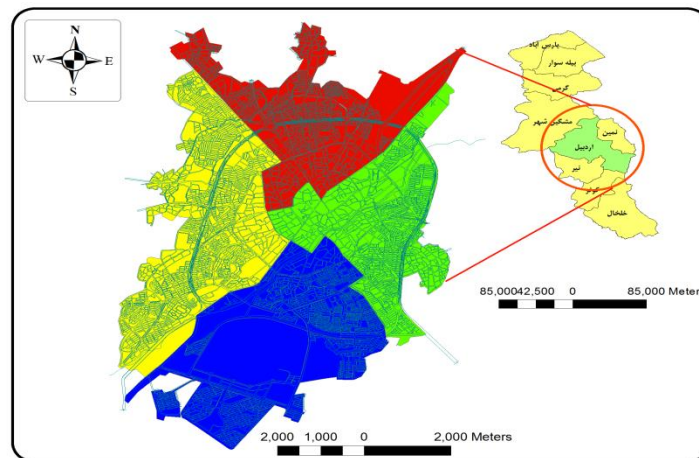 N
W E
S
پارس آباد
بیله سوار
گرمی
مشگین شهر
نمین
اردبیل
نیر
کوثر
خلخال
85,00042,500 0 85,000 Meter
2,000 1,000 0 2,000 Meters